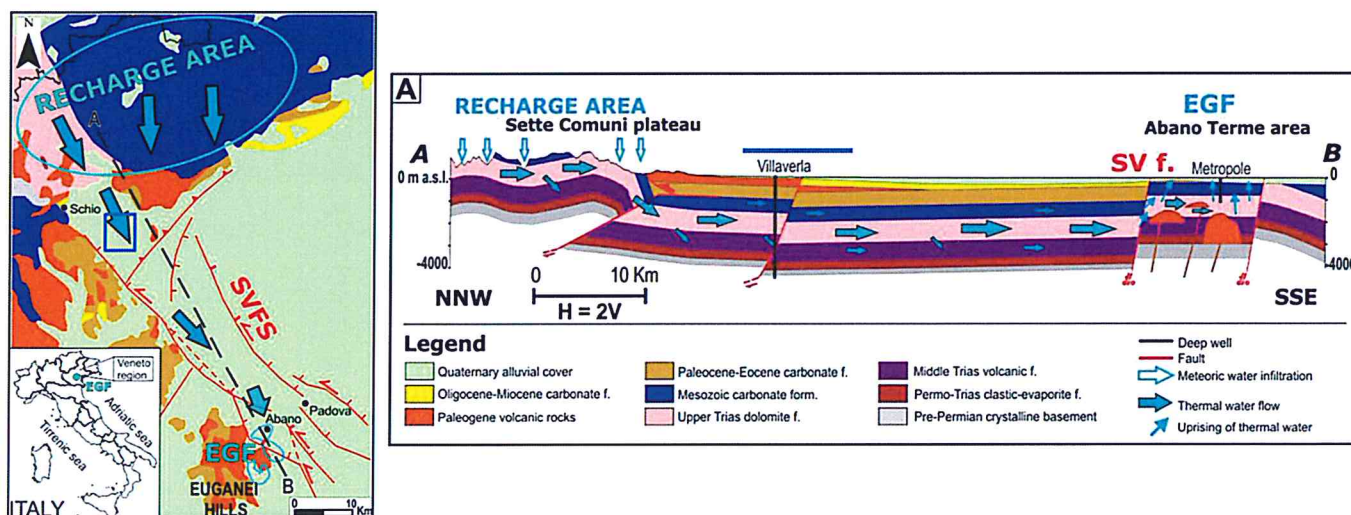 N
RECHARGE AREA
A
Schio
SVFS
Padova
Abano
EGF
B
EUGANEI
HILLS
0 10
Km
Veneto
region
EGF
Adriatic sea
Tirrenic sea
ITALY
A
RECHARGE AREA
Sette Comuni plateau
EGF
Abano Terme area
A
Villaverla
SV f.
Metropole
B
0 m a.s.l.
0
-4000
4000
0 10 Km
NNW
H = 2V
SSE
Legend
Quaternary alluvial cover
Oligocene-Miocene carbonate f.
Paleogene volcanic rocks
Paleocene-Eocene carbonate f.
Mesozoic carbonate form.
Upper Trias dolomite f.
Middle Trias volcanic f.
Permo-Trias clastic-evaporite f.
Pre-Permian crystalline basement
Deep well
Fault
Meteoric water infiltration
Thermal water flow
Uprising of thermal water